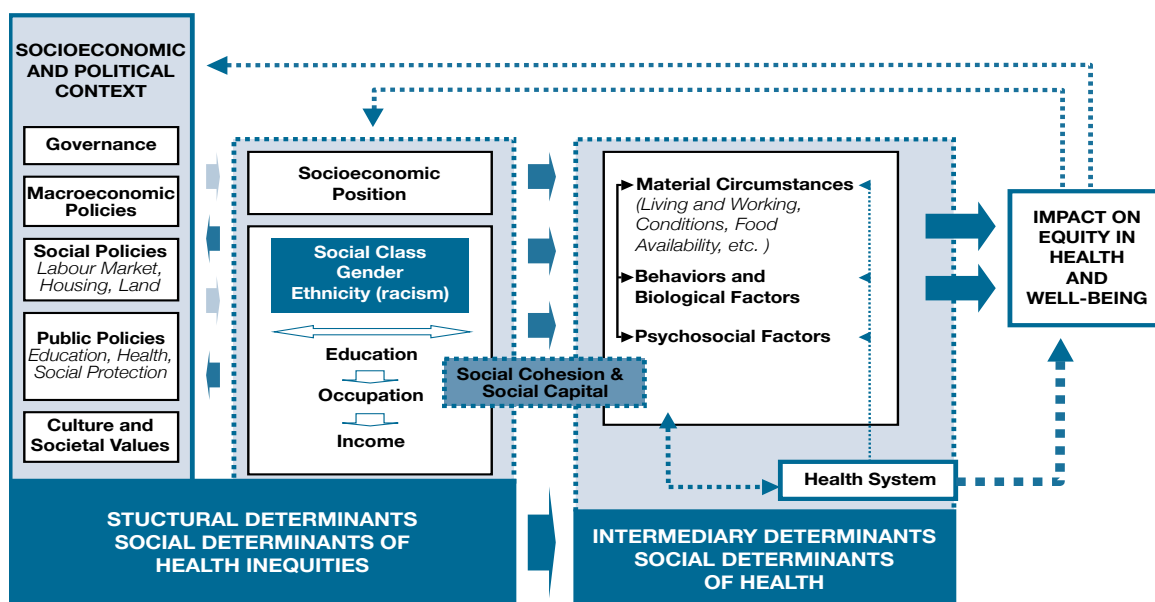 SOCIOECONOMIC
AND POLITICAL
CONTEXT
Governance
Macroeconomic
Policies
Social Policies
Labour Market,
Housing, Land
Public Policies
Education, Health,
Social Protection
Culture and
Societal Values
Socioeconomic
Position
Social Class
Gender
Ethnicity (racism)
Education
Occupation
Income
Social Cohesion &
Social Capital
Material Circumstances
(Living and Working,
Conditions, Food
Availability, etc. )
Behaviors and
Biological Factors
Psychosocial Factors
Health System
IMPACT ON
EQUITY IN
HEALTH
AND
WELL-BEING
STUCTURAL DETERMINANTS
SOCIAL DETERMINANTS OF
HEALTH INEQUITIES
INTERMEDIARY DETERMINANTS
SOCIAL DETERMINANTS
OF HEALTH